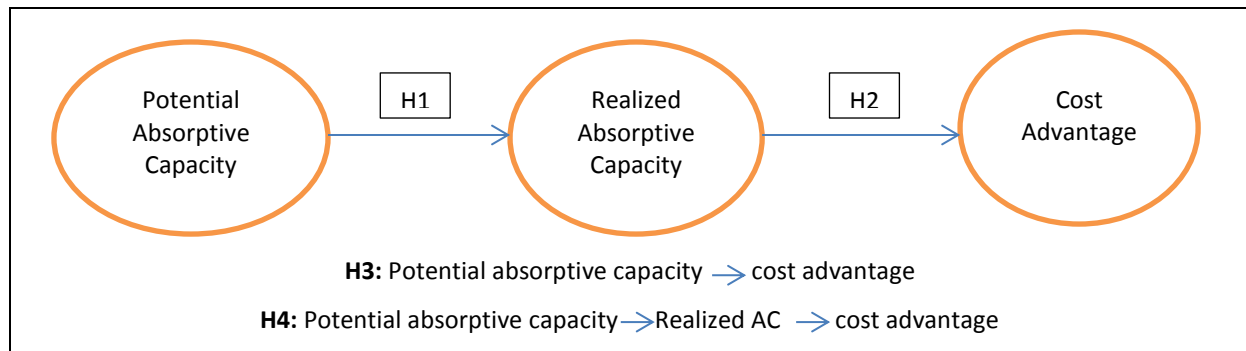 Potential
Absorptive
Capacity
H1
Realized
Absorptive
Capacity
H2
Cost
Advantage
H3: Potential absorptive capacity → cost advantage
H4: Potential absorptive capacity → Realized AC → cost advantage